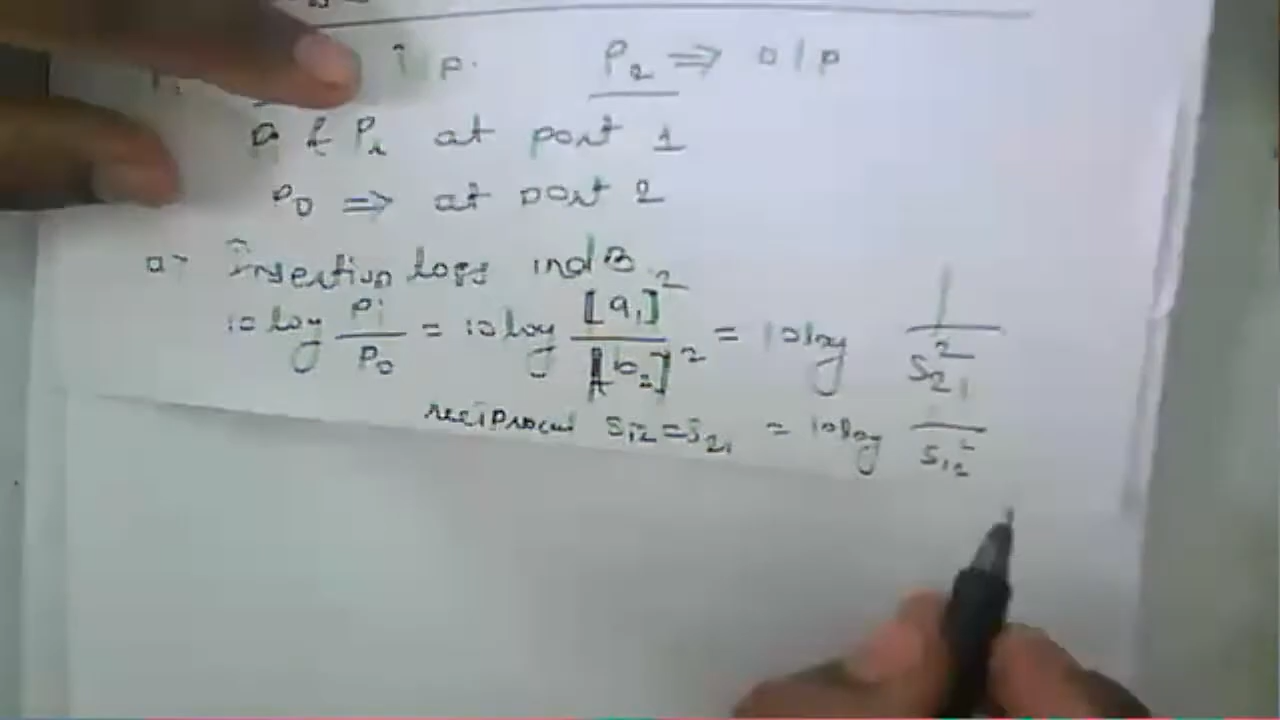 i/p. P₂ ⇒ o/p
& Pᵣ at port 1
P₀ ⇒ at port 2
a> Insertion loss in dB
10 log Pi/P₀ = 10 log [a₁]²/[b₂]² = 10 log 1/S₂₁²
reciprocal S₁₂ = S₂₁ = 10 log 1/S₁₂²